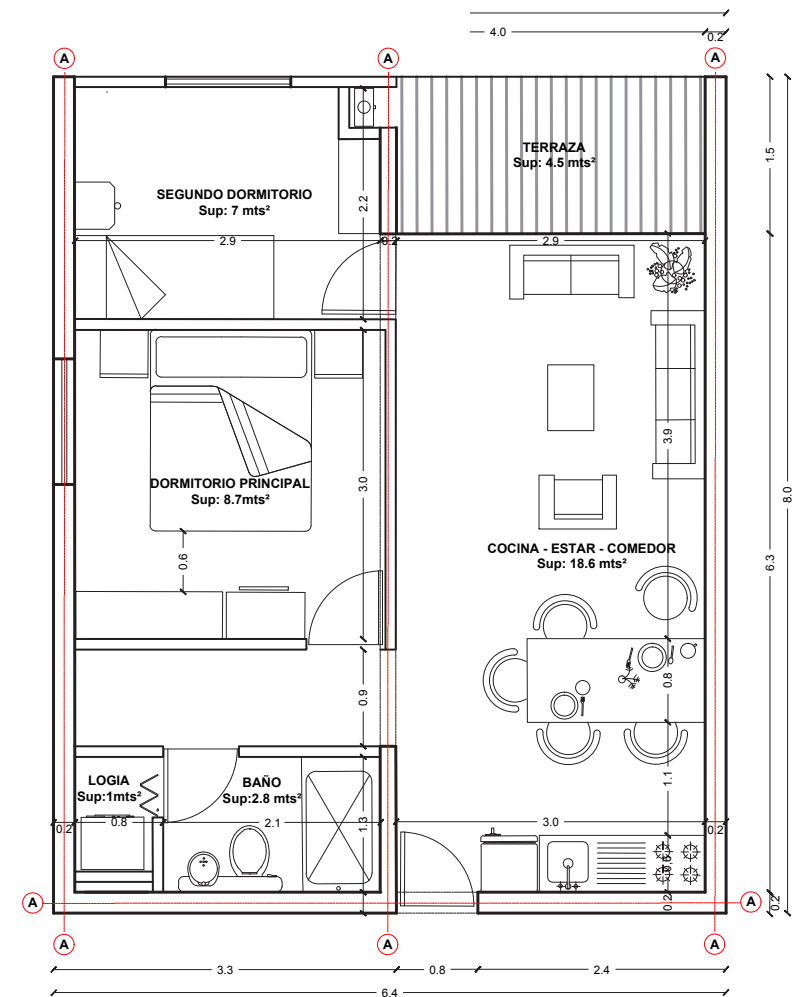 4.0
0.2
A
A
A
TERRAZA
Sup: 4.5 mts²
1.5
SEGUNDO DORMITORIO
Sup: 7 mts²
2.2
2.9
0.2
2.9
3.9
8.0
DORMITORIO PRINCIPAL
Sup: 8.7mts²
3.0
0.6
COCINA - ESTAR - COMEDOR
Sup: 18.6 mts²
6.3
0.9
0.8
LOGIA
Sup:1mts²
BAÑO
Sup:2.8 mts²
1.1
0.2
0.8
2.1
1.3
3.0
0.2
0.6
0.2
0.2
A
A
A
A
A
3.3
0.8
2.4
6.4